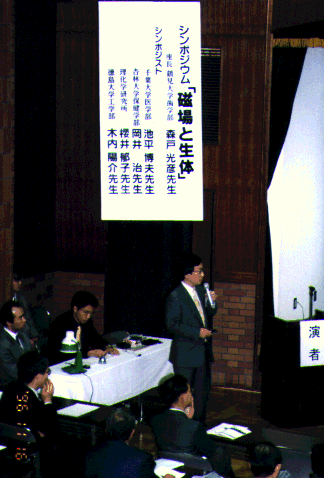 シンポジウム「磁場と生体」
座長 鶴見大学歯学部 森戸 光彦先生
シンポジスト
千葉大学医学部 池平 博夫先生
杏林大学保健学部 岡井 治先生
理化学研究所 櫻井 郁子先生
徳島大学工学部 木内 陽介先生
演者
'96 11 16